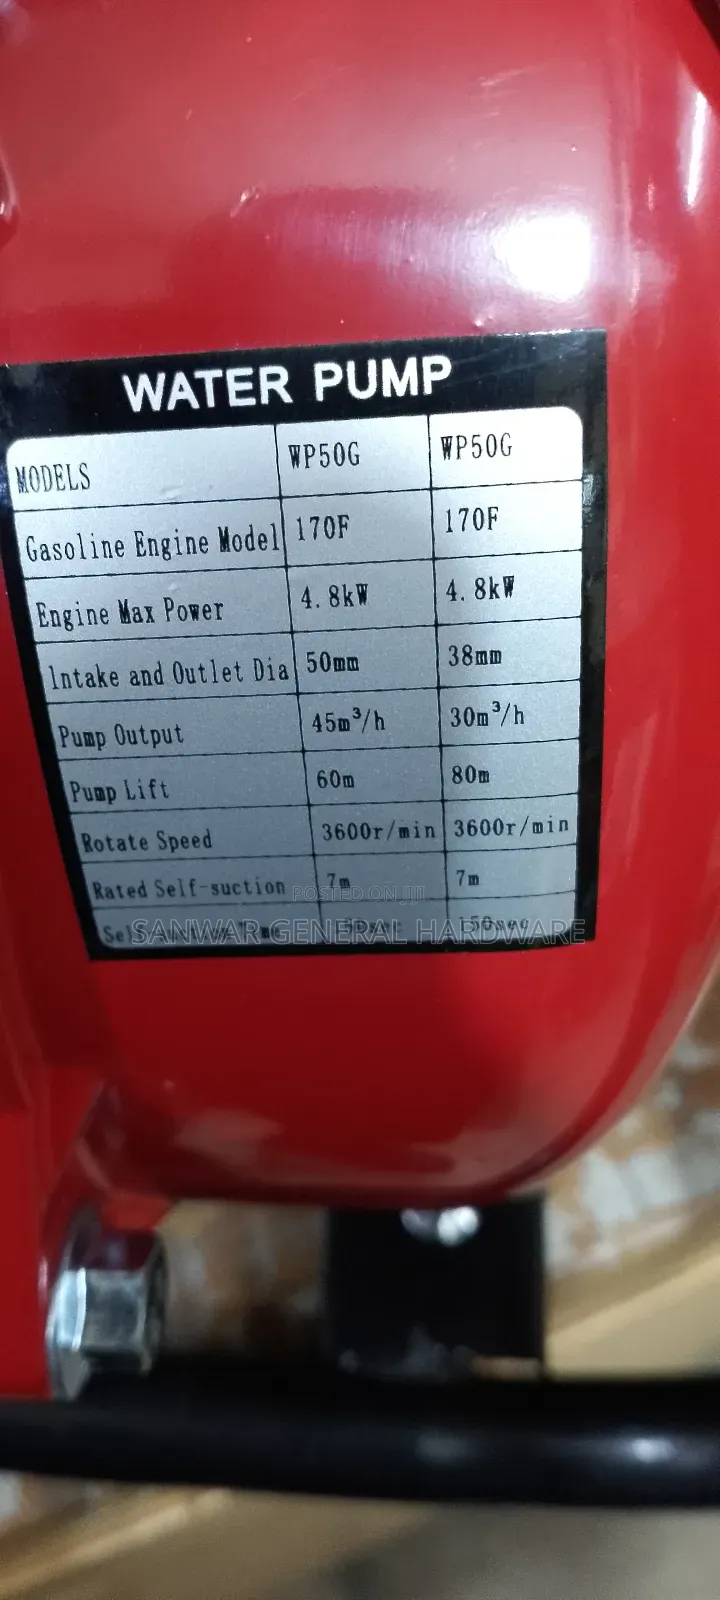 WATER PUMP
MODELS WP50G WP50G
Gasoline Engine Model 170F 170F
Engine Max Power 4.8kW 4.8kW
Intake and Outlet Dia 50mm 38mm
Pump Output 45m³/h 30m³/h
Pump Lift 60m 80m
Rotate Speed 3600r/min 3600r/min
Rated Self-suction 7m 7m
POSTED ON JIJI
150sec
SANWAR GENERAL HARDWARE